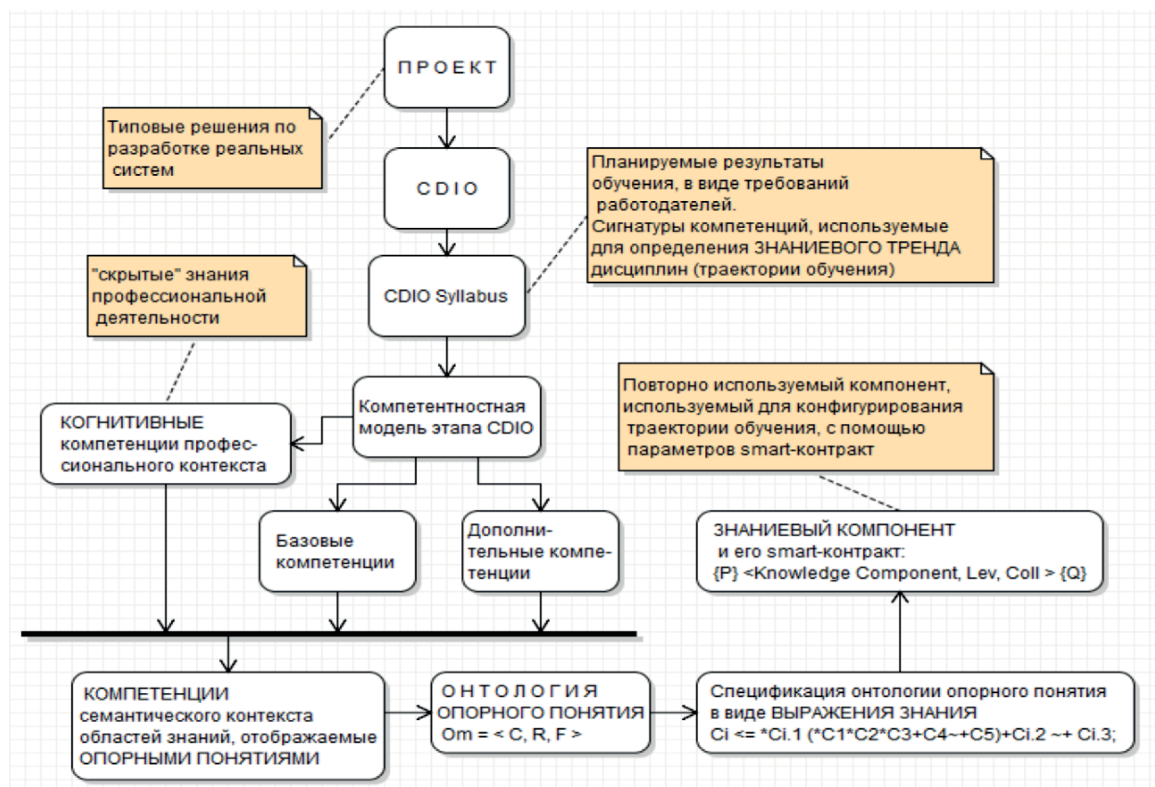 П Р О Е К Т
Типовые решения по
разработке реальных
систем
C D I O
Планируемые результаты
обучения, в виде требований
работодателей.
Сигнатуры компетенций, используемые
для определения ЗНАНИЕВОГО ТРЕНДА
дисциплин (траектории обучения)
"скрытые" знания
профессиональной
деятельности
CDIO Syllabus
Повторно используемый компонент,
используемый для конфигурирования
траектории обучения, с помощью
параметров smart-контракт
Компетентностная
модель этапа CDIO
КОГНИТИВНЫЕ
компетенции профес-
сионального контекста
Базовые
компетенции
Дополни-
тельные компе-
тенции
ЗНАНИЕВЫЙ КОМПОНЕНТ
и его smart-контракт:
{P} <Knowledge Component, Lev, Coll > {Q}
КОМПЕТЕНЦИИ
семантического контекста
областей знаний, отображаемые
ОПОРНЫМИ ПОНЯТИЯМИ
О Н Т О Л О Г И Я
ОПОРНОГО ПОНЯТИЯ
Om = < C, R, F >
Спецификация онтологии опорного понятия
в виде ВЫРАЖЕНИЯ ЗНАНИЯ
Ci <= *Ci.1 (*C1*C2*C3+C4~+C5)+Ci.2 ~+ Ci.3;